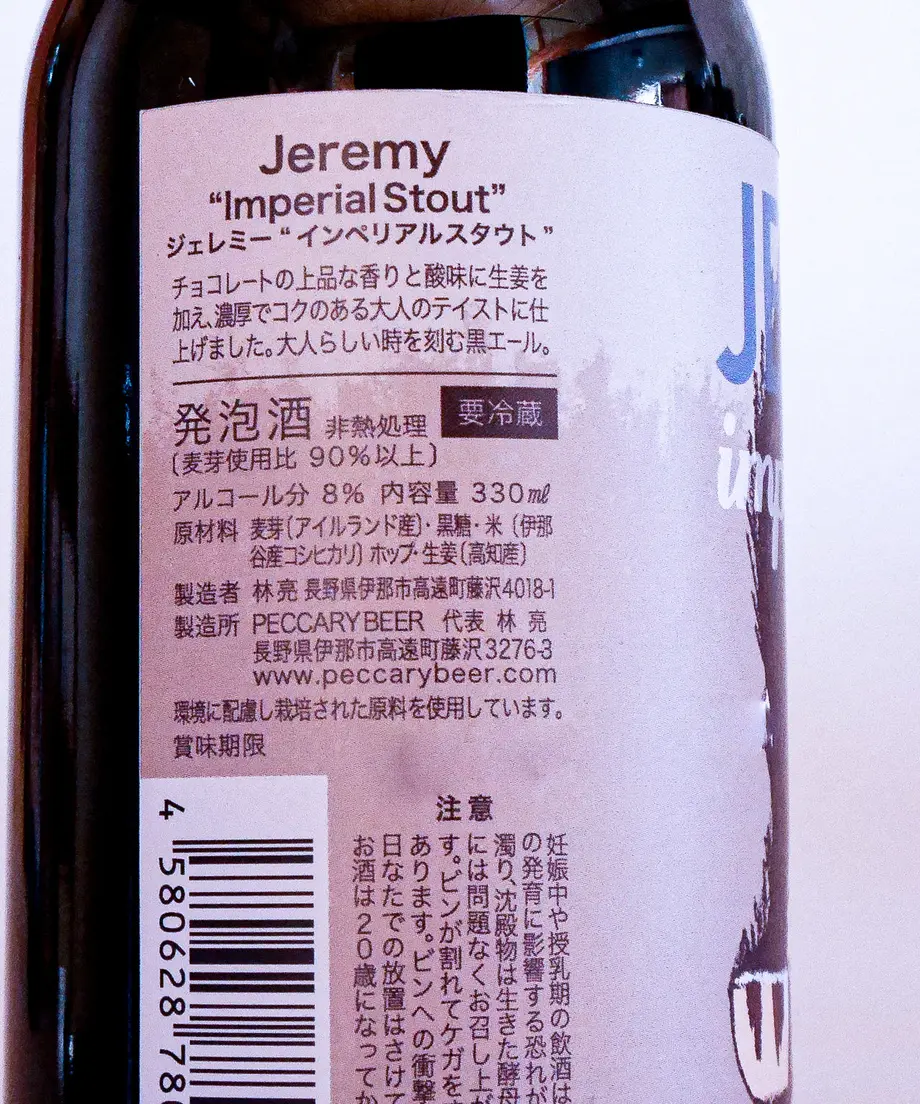 Jeremy
“Imperial Stout”
ジェレミー“インペリアルスタウト”
チョコレートの上品な香りと酸味に生姜を
加え、濃厚でコクのある大人のテイストに仕
上げました。大人らしい時を刻む黒エール。
発泡酒 非熱処理 要冷蔵
(麦芽使用比 90%以上)
アルコール分 8% 内容量 330㎖
原材料 麦芽(アイルランド産)・黒糖・米 (伊那
谷産コシヒカリ) ホップ・生姜(高知産)
製造者 林 亮 長野県伊那市高遠町藤沢4018-1
製造所 PECCARY BEER 代表 林 亮
長野県伊那市高遠町藤沢3276-3
www.peccarybeer.com
環境に配慮し栽培された原料を使用しています。
賞味期限
注意
妊娠中や授乳期の飲酒は
の発育に影響する恐れが
濁り、沈殿物は生きた酵母
には問題なくお召し上が
す。ビンが割れてケガを
あります。ビンへの衝撃
日なたでの放置はさけて
お酒は20歳になってか
4 580628 78
J
imp